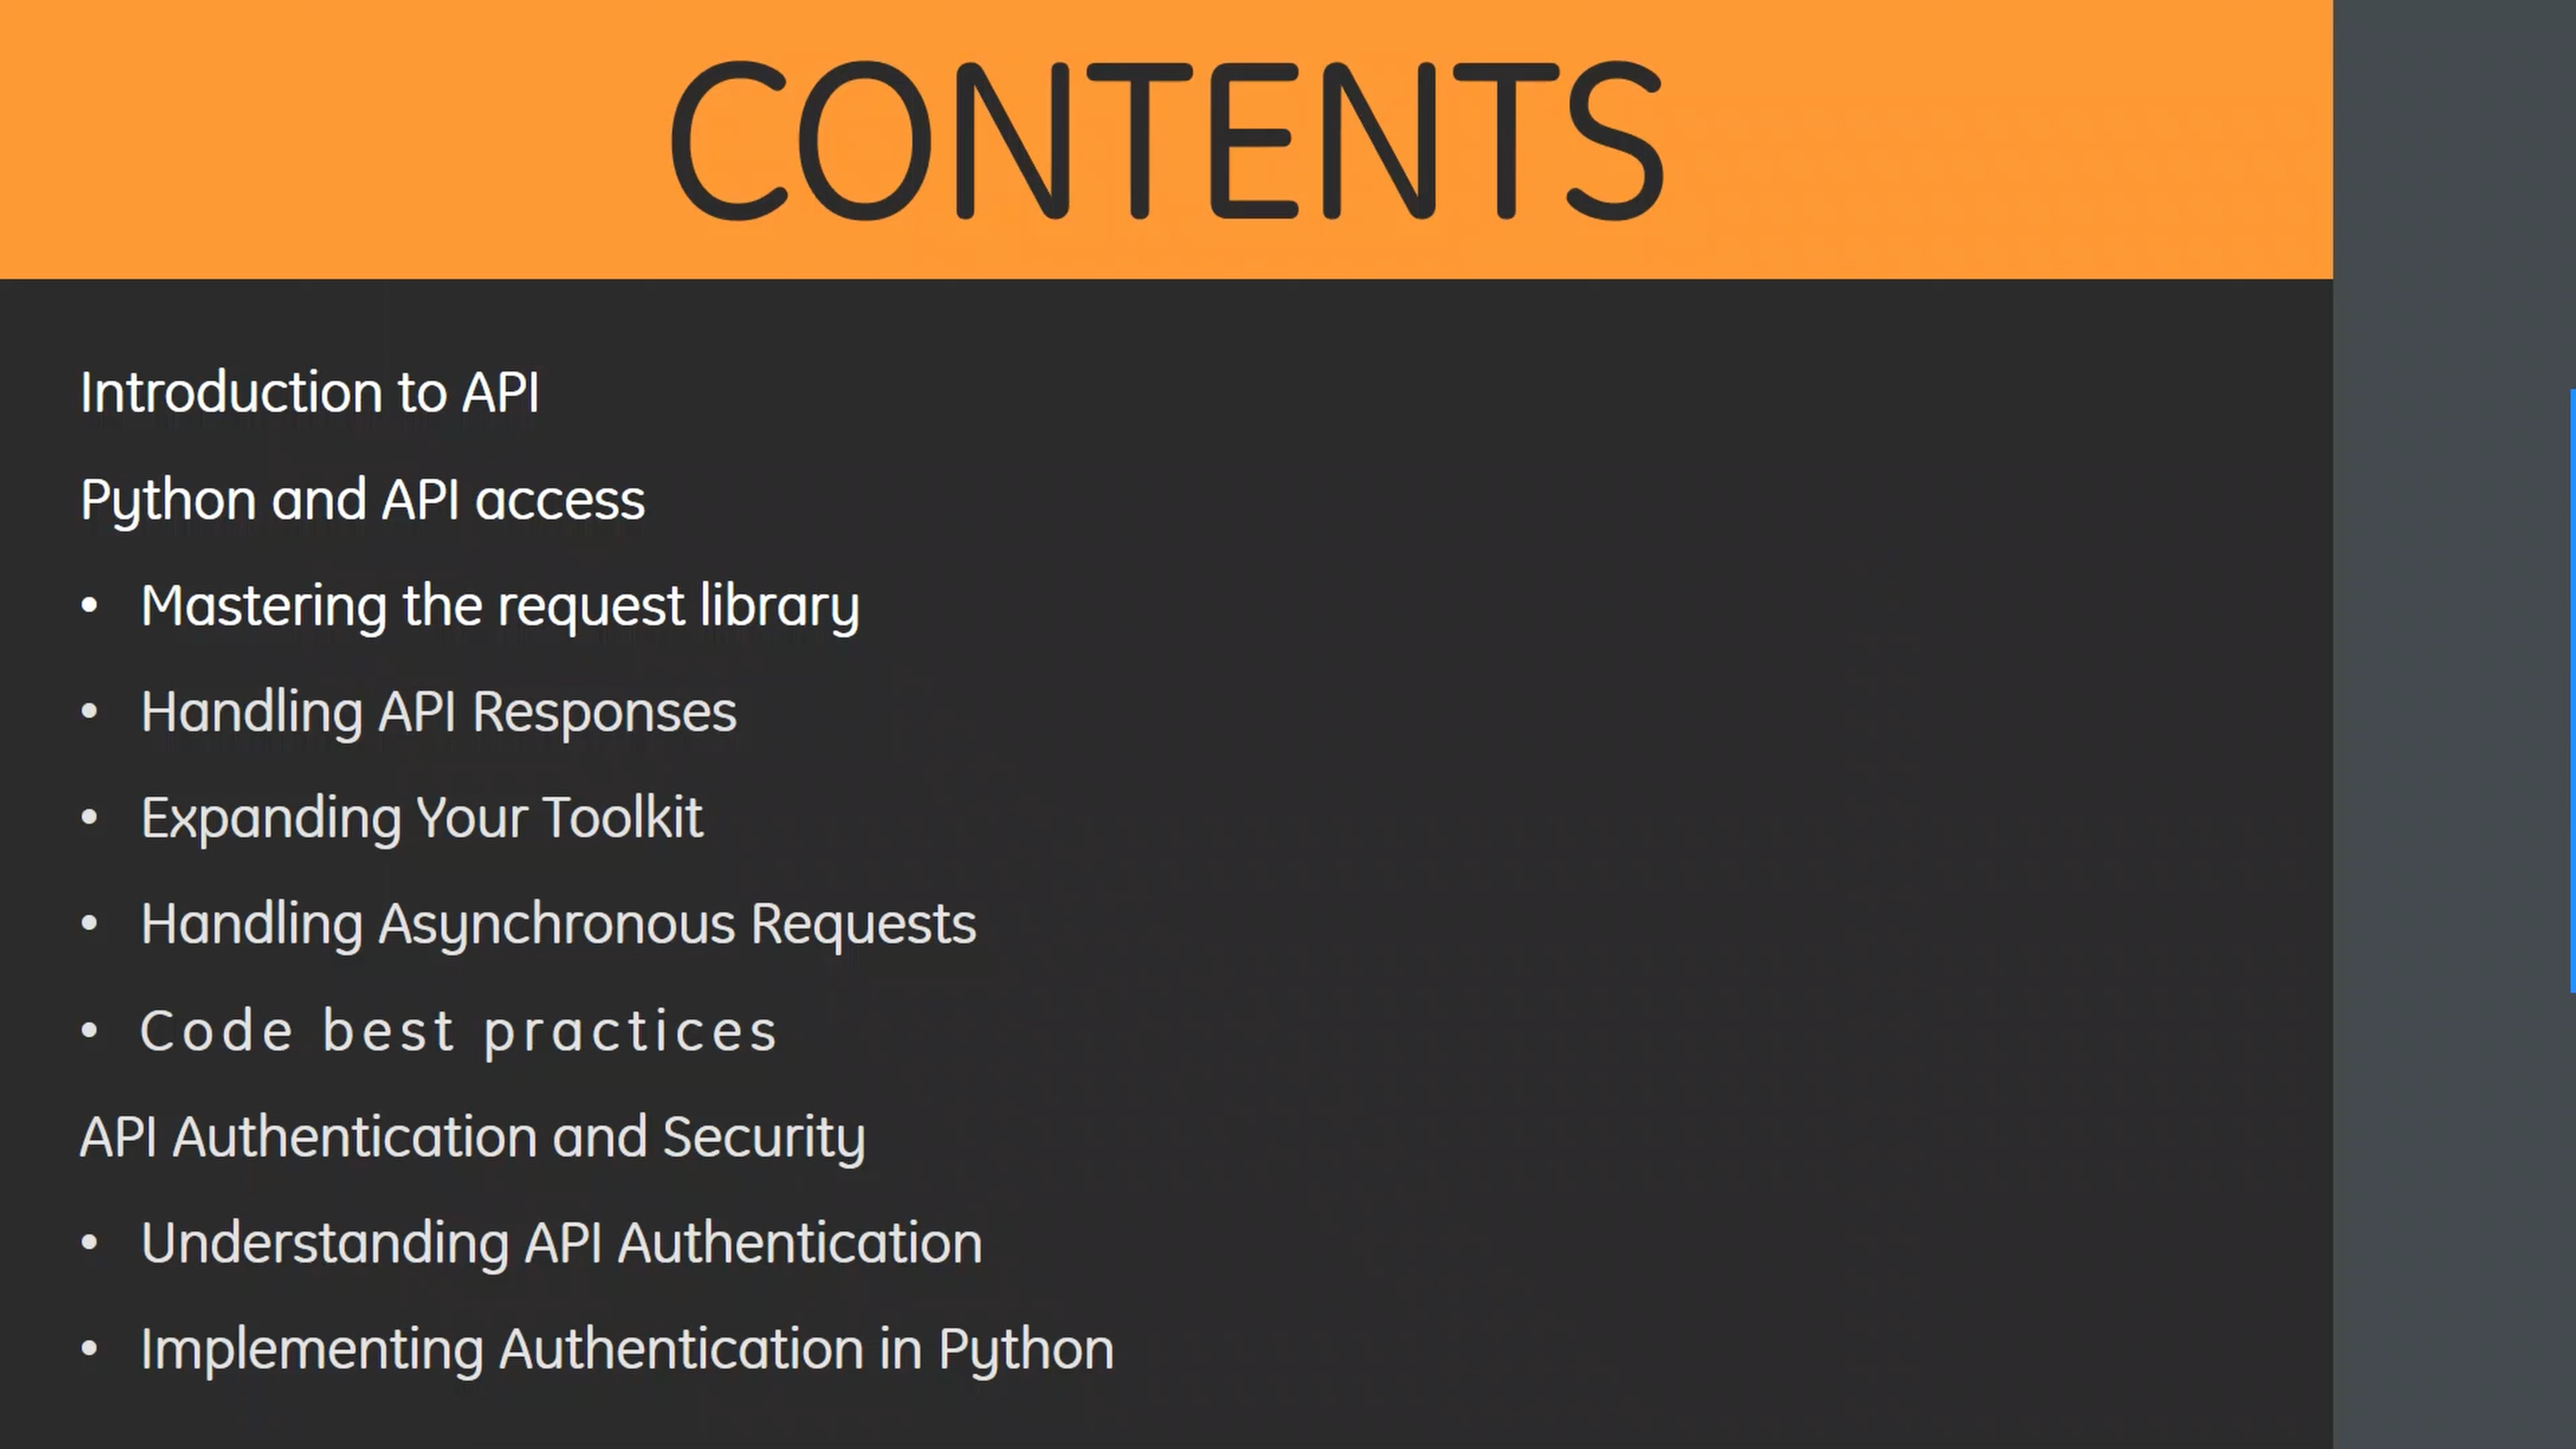 CONTENTS
Introduction to API
Python and API access
• Mastering the request library
• Handling API Responses
• Expanding Your Toolkit
• Handling Asynchronous Requests
• Code best practices
API Authentication and Security
• Understanding API Authentication
• Implementing Authentication in Python